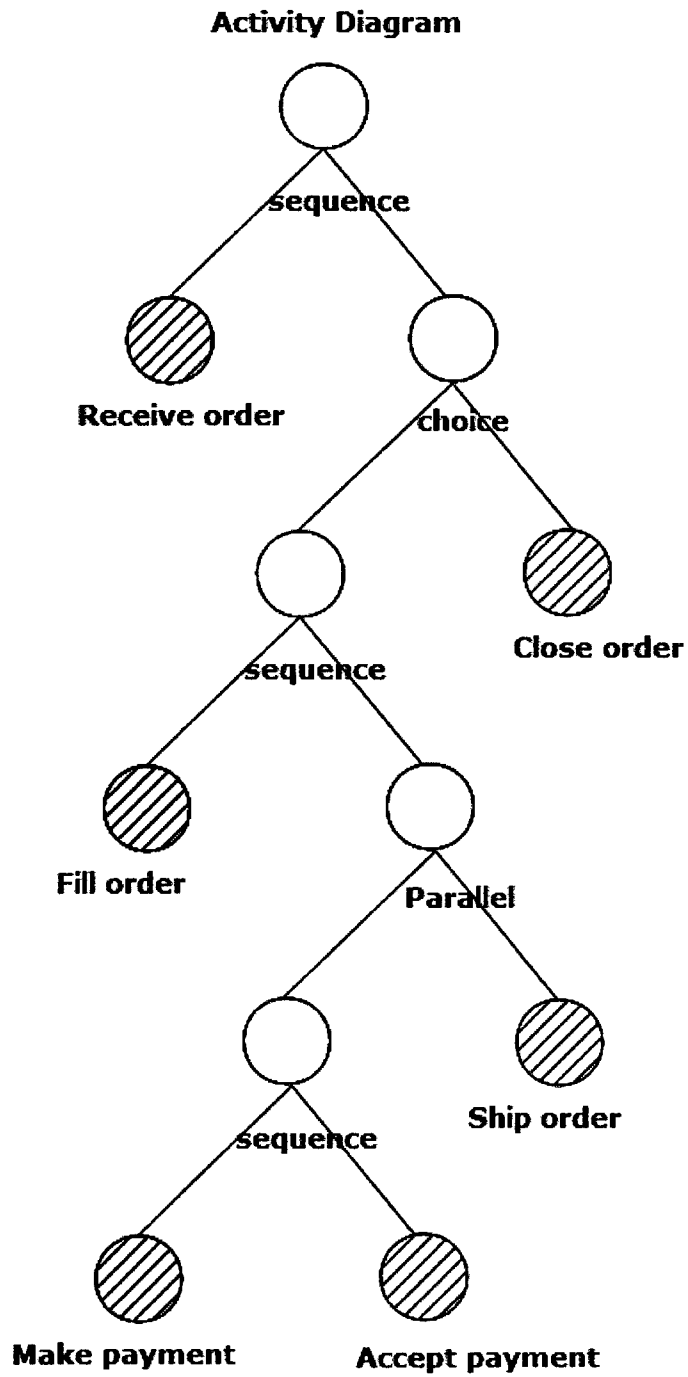 Activity Diagram
sequence
Receive order
choice
Close order
sequence
Fill order
Parallel
Ship order
sequence
Make payment
Accept payment